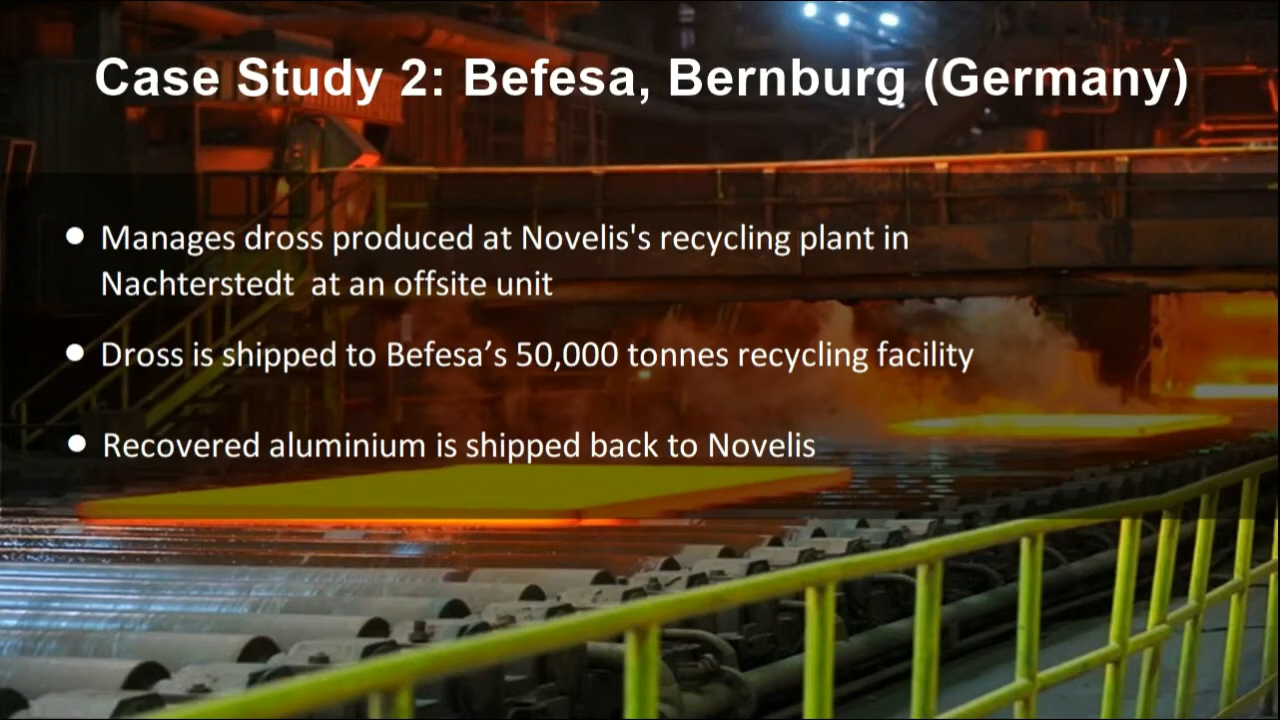 Case Study 2: Befesa, Bernburg (Germany)
● Manages dross produced at Novelis's recycling plant in
Nachterstedt  at an offsite unit
● Dross is shipped to Befesa’s 50,000 tonnes recycling facility
● Recovered aluminium is shipped back to Novelis